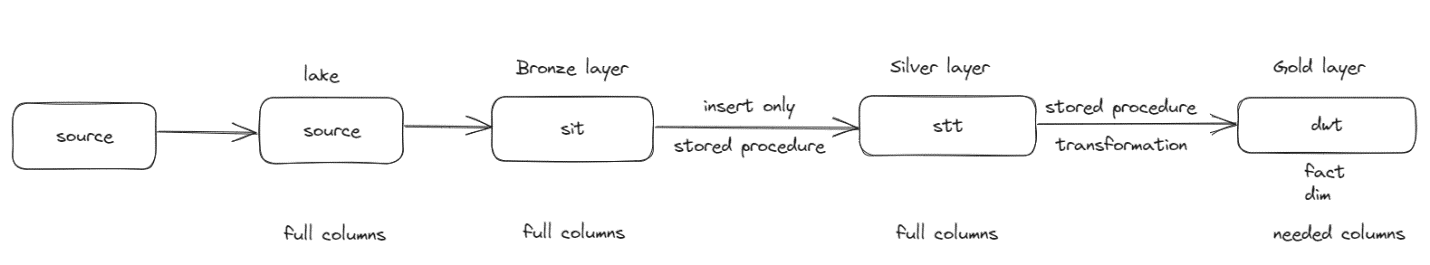 source
lake
source
full columns
Bronze layer
sit
full columns
insert only
stored procedure
Silver layer
stt
full columns
stored procedure
transformation
Gold layer
dwt
fact
dim
needed columns